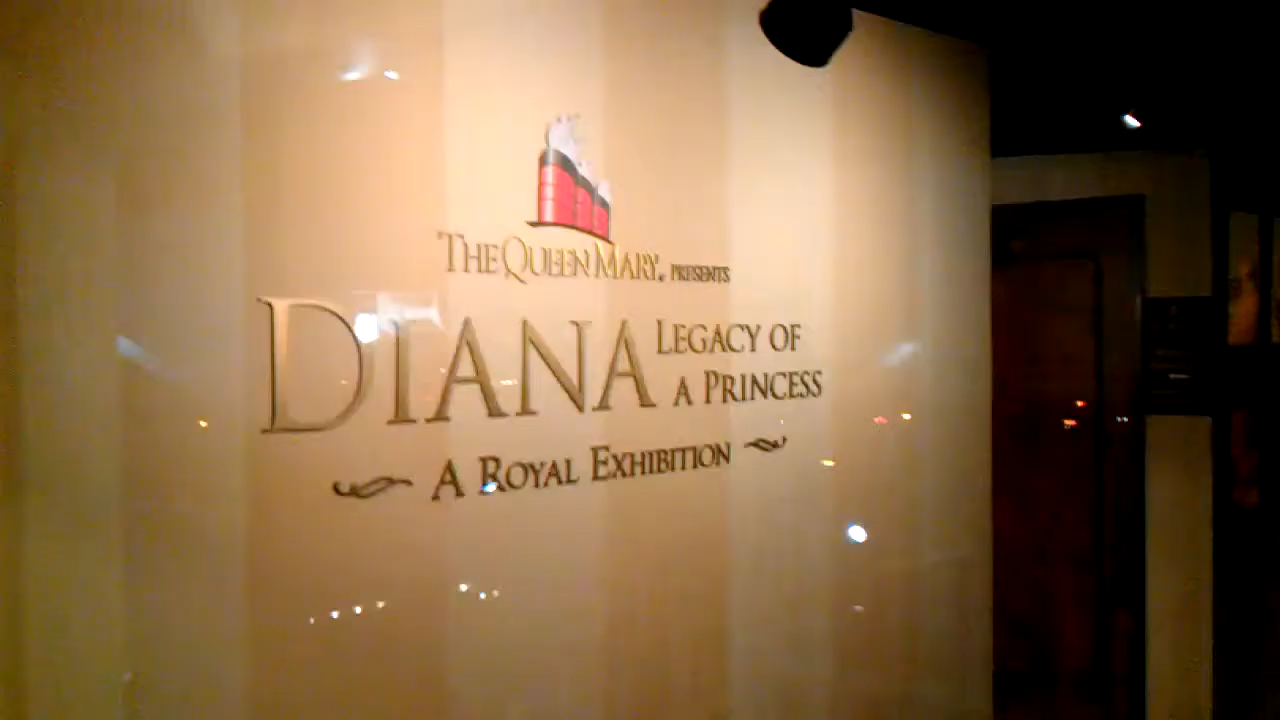 THE QUEEN MARY. PRESENTS
DIANA LEGACY OF
A PRINCESS
A ROYAL EXHIBITION